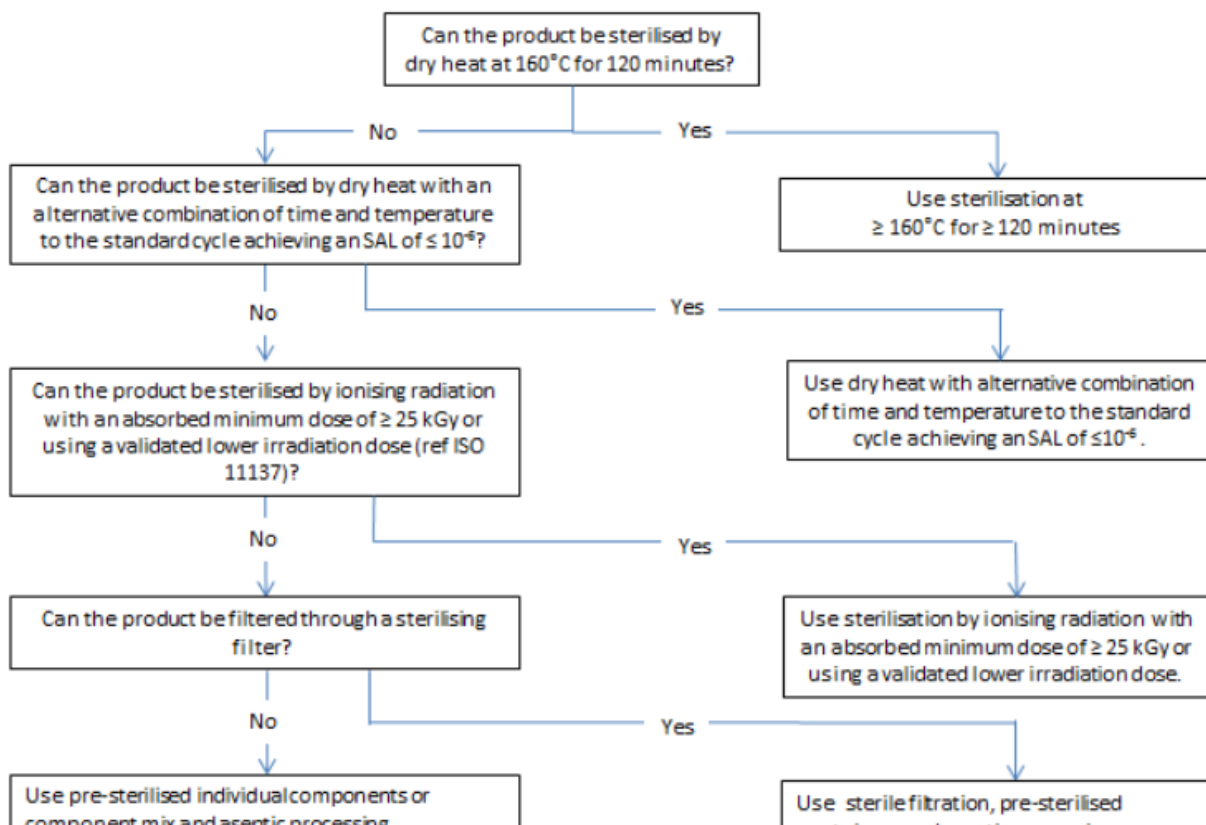 Can the product be sterilised by
dry heat at 160°C for 120 minutes?
No
Yes
Can the product be sterilised by dry heat with an
alternative combination of time and temperature
to the standard cycle achieving an SAL of ≤ 10⁻⁶?
Use sterilisation at
≥ 160°C for ≥ 120 minutes
No
Yes
Can the product be sterilised by ionising radiation
with an absorbed minimum dose of ≥ 25 kGy or
using a validated lower irradiation dose (ref ISO
11137)?
Use dry heat with alternative combination
of time and temperature to the standard
cycle achieving an SAL of ≤10⁻⁶ .
No
Yes
Can the product be filtered through a sterilising
filter?
Use sterilisation by ionising radiation with
an absorbed minimum dose of ≥ 25 kGy or
using a validated lower irradiation dose.
No
Yes
Use pre-sterilised individual components or
component mix and aseptic processing
Use sterile filtration, pre-sterilised